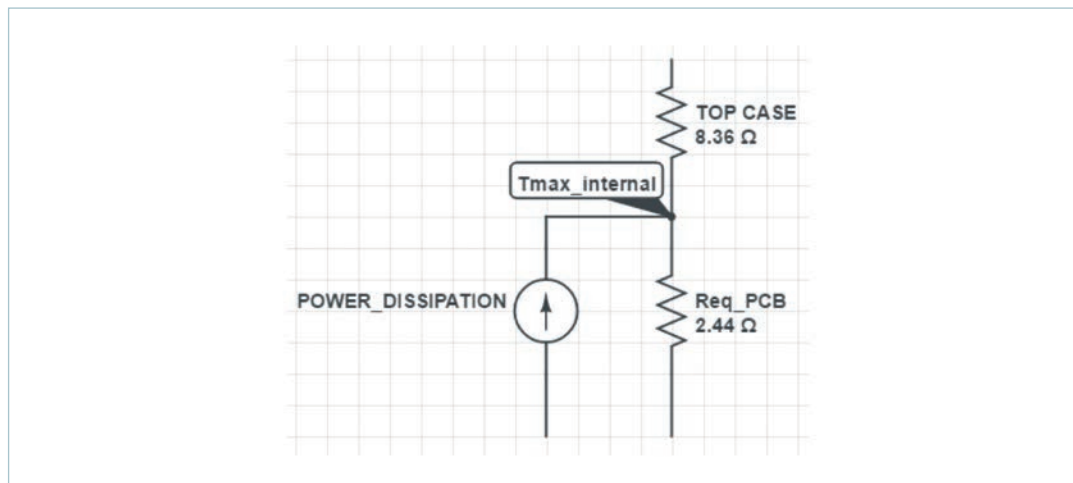 TOP CASE
8.36 Ω
Tmax_internal
POWER_DISSIPATION
Req_PCB
2.44 Ω